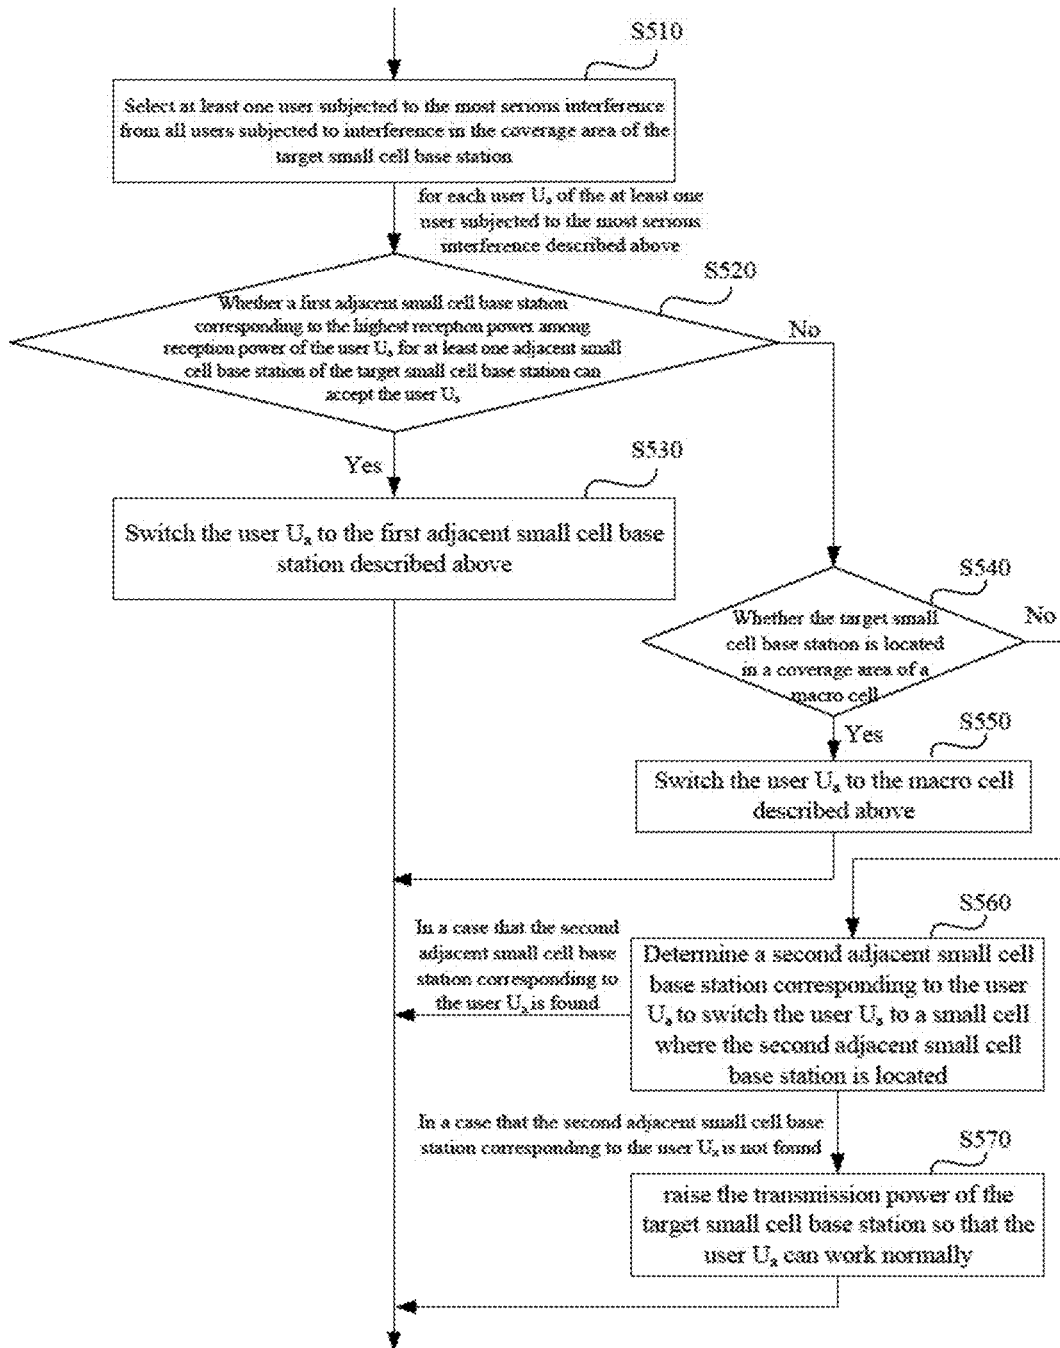 S510
Select at least one user subjected to the most serious interference
from all users subjected to interference in the coverage area of the
target small cell base station
for each user Ua of the at least one
user subjected to the most serious
interference described above
S520
Whether a first adjacent small cell base station
corresponding to the highest reception power among
reception power of the user Ua for at least one adjacent small
cell base station of the target small cell base station can
accept the user Ua
No
Yes
S530
Switch the user Ua to the first adjacent small cell base
station described above
S540
Whether the target small
cell base station is located
in a coverage area of a
macro cell
No
Yes
S550
Switch the user Ua to the macro cell
described above
S560
In a case that the second
adjacent small cell base
station corresponding to
the user Ua is found
Determine a second adjacent small cell
base station corresponding to the user
Ua to switch the user Ua to a small cell
where the second adjacent small cell
base station is located
In a case that the second adjacent small cell base
station corresponding to the user Ua is not found
S570
raise the transmission power of the
target small cell base station so that the
user Ua can work normally